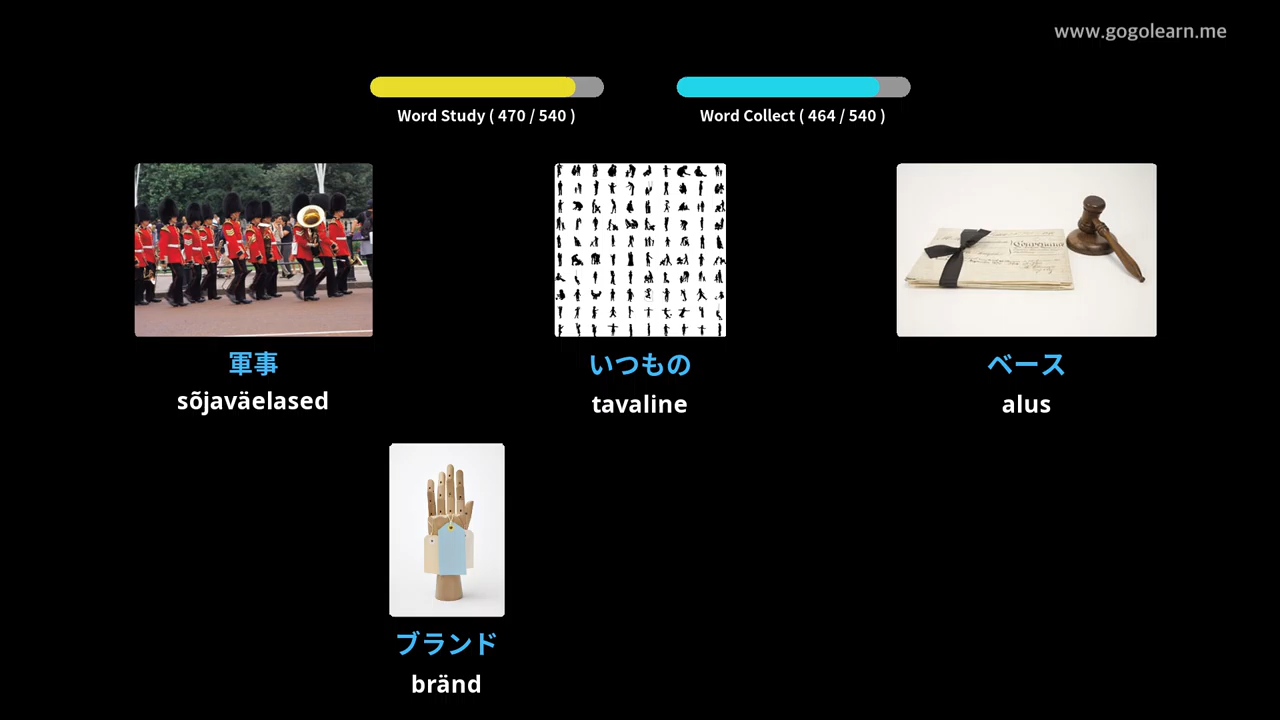 www.gogolearn.me
Word Study ( 470 / 540 )
Word Collect ( 464 / 540 )
軍事
sõjaväelased
いつもの
tavaline
ベース
alus
ブランド
bränd